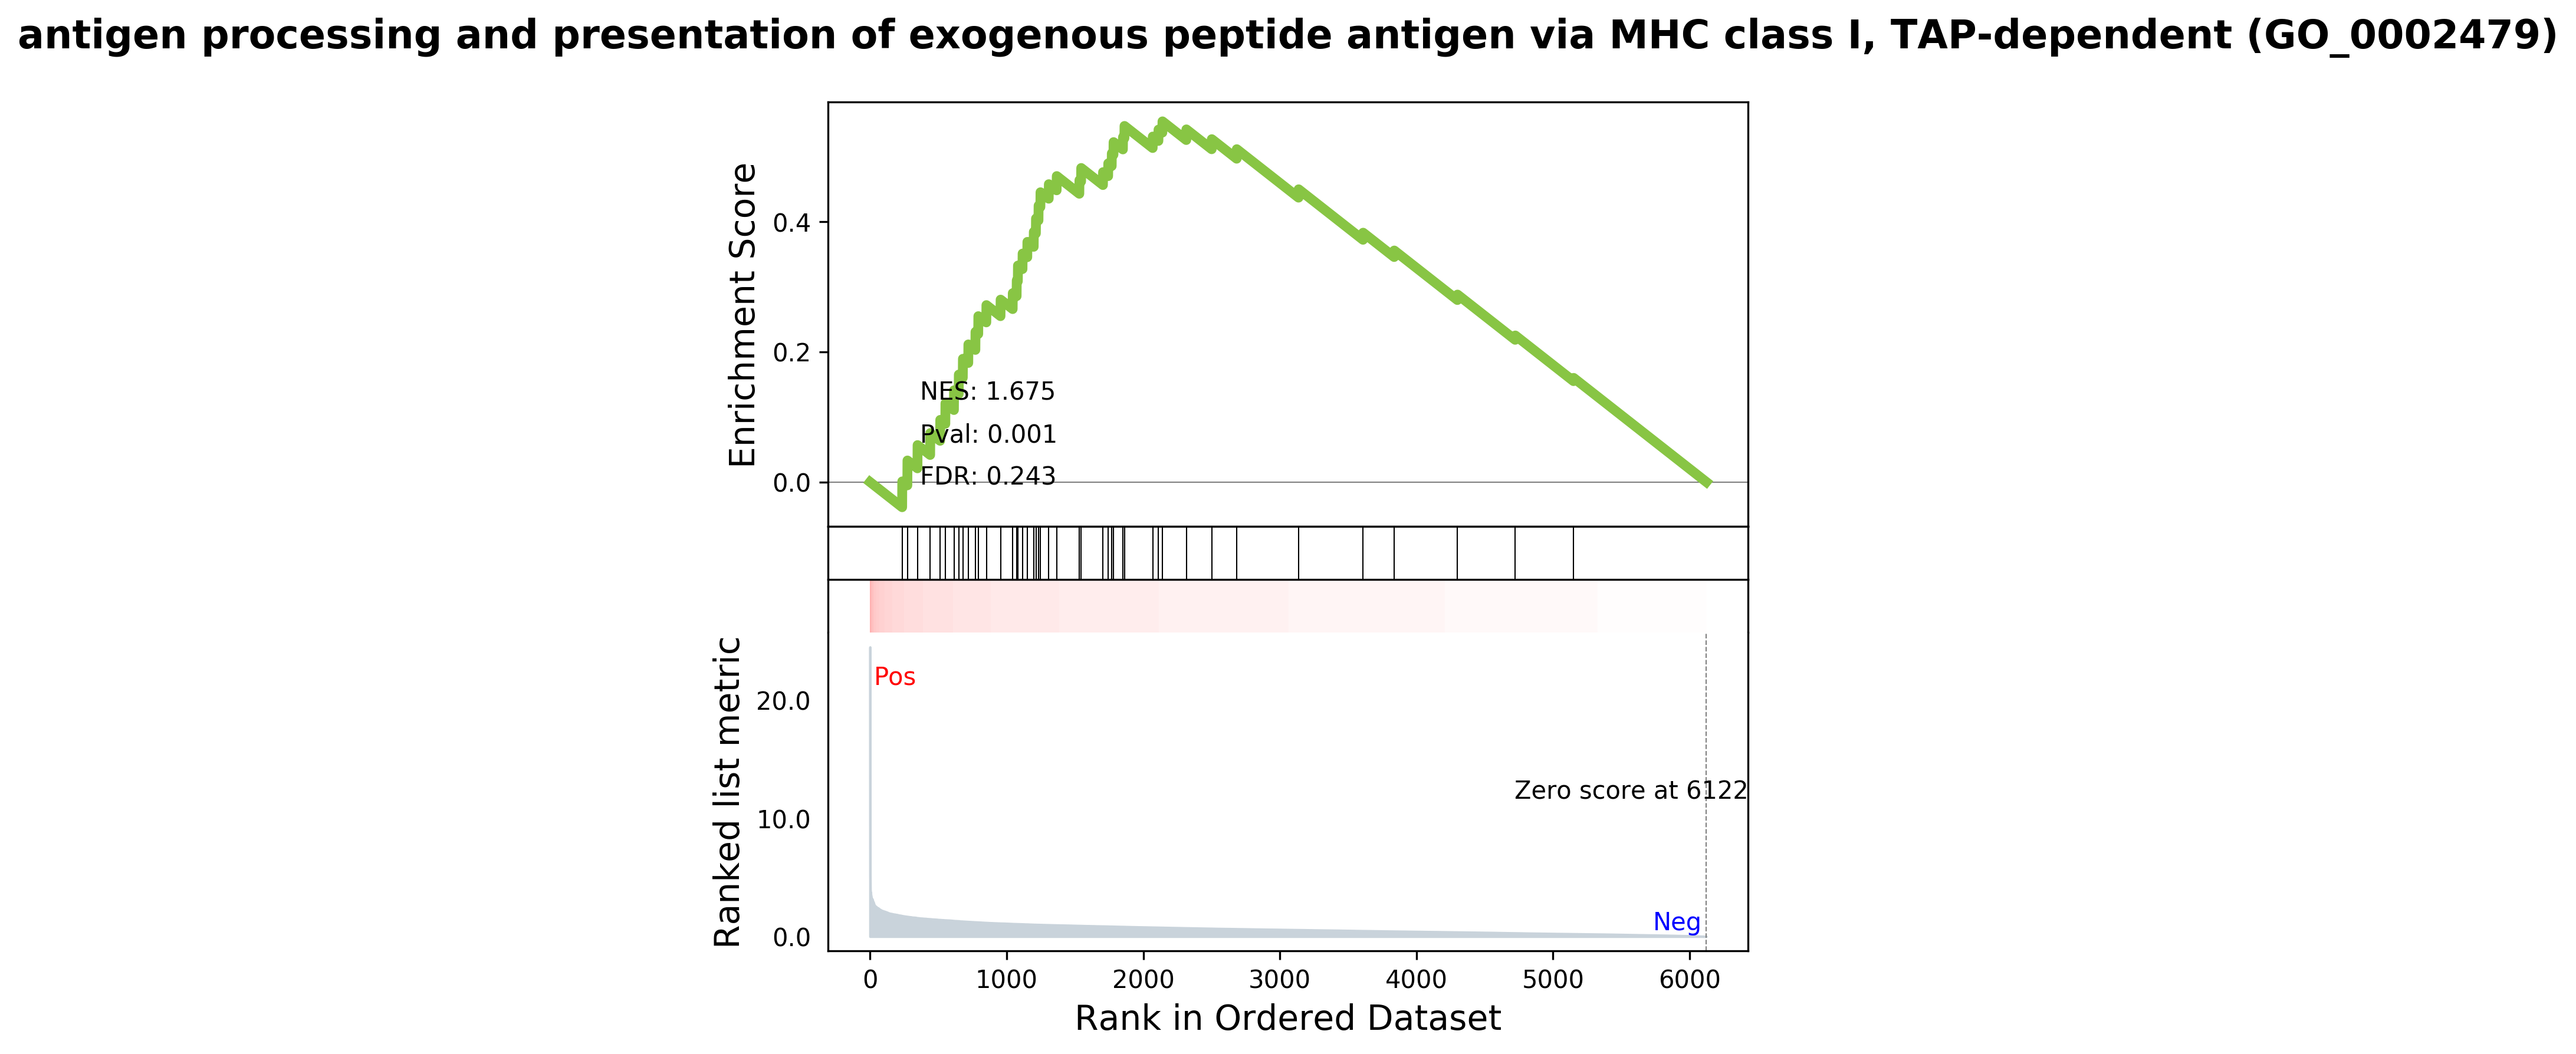 antigen processing and presentation of exogenous peptide antigen via MHC class I, TAP-dependent (GO_0002479)
Enrichment Score
0.4
0.2
0.0
NES: 1.675
Pval: 0.001
FDR: 0.243
Ranked list metric
20.0
10.0
0.0
Pos
Zero score at 6122
Neg
0 1000 2000 3000 4000 5000 6000
Rank in Ordered Dataset